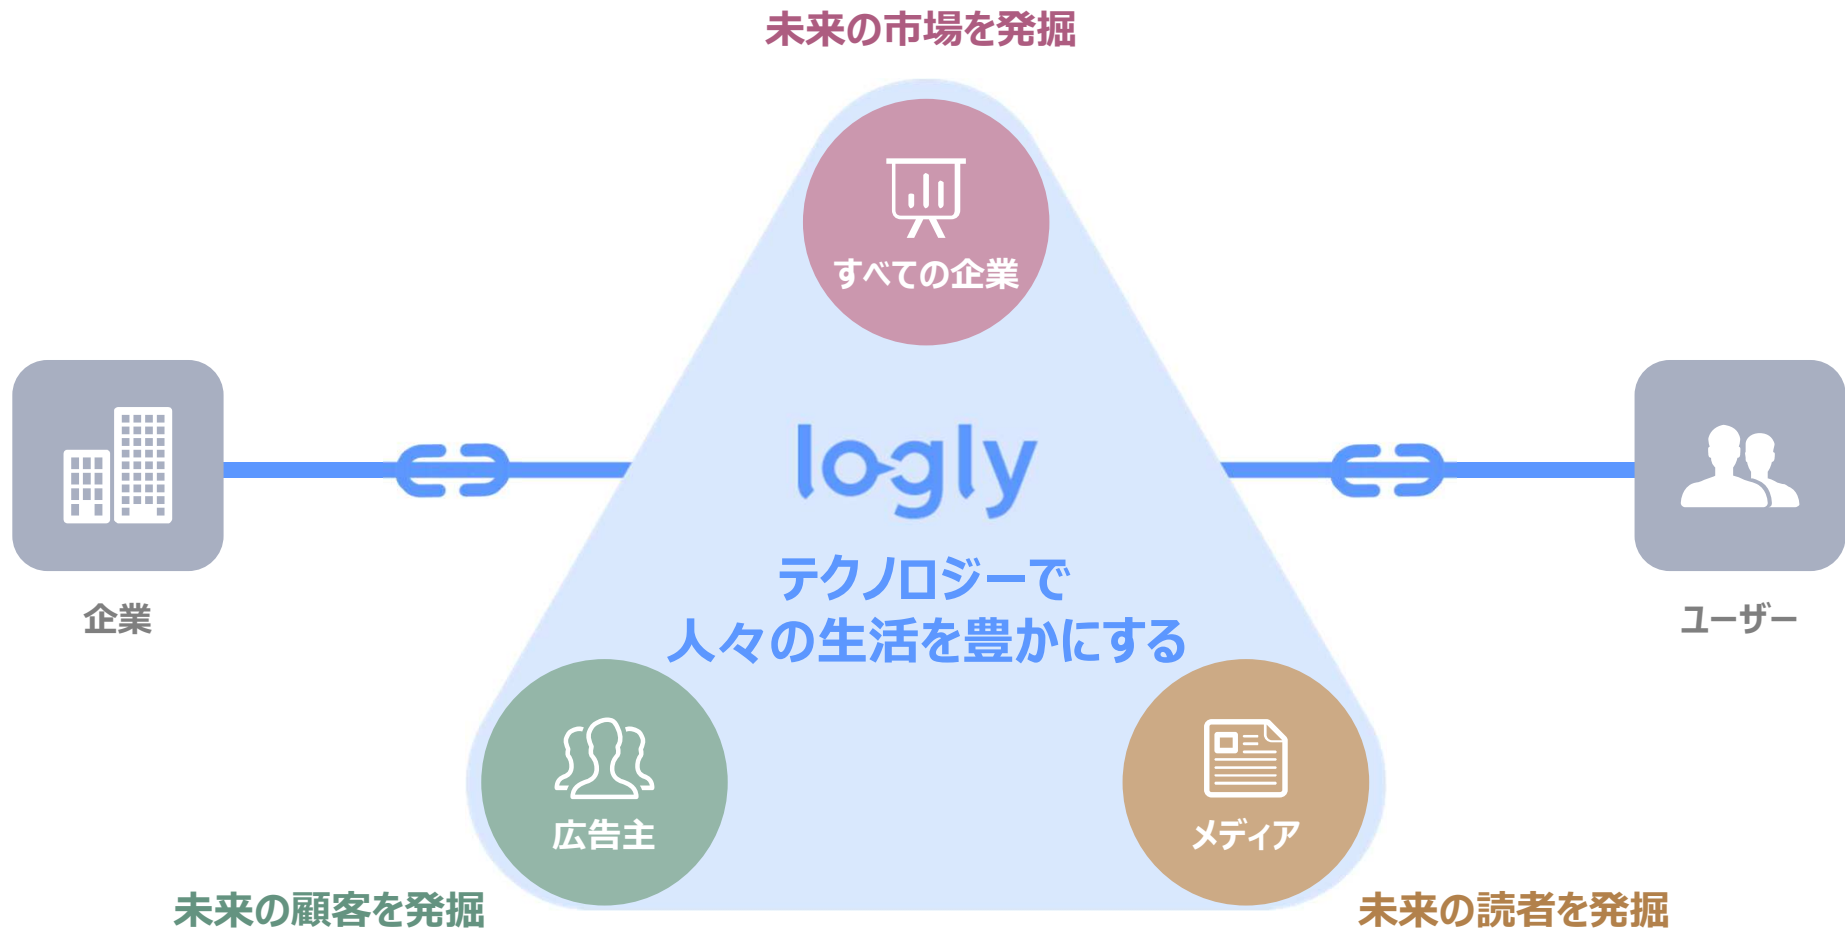 未来の市場を発掘
すべての企業
logly
テクノロジーで
人々の生活を豊かにする
企業
ユーザー
広告主
メディア
未来の顧客を発掘
未来の読者を発掘